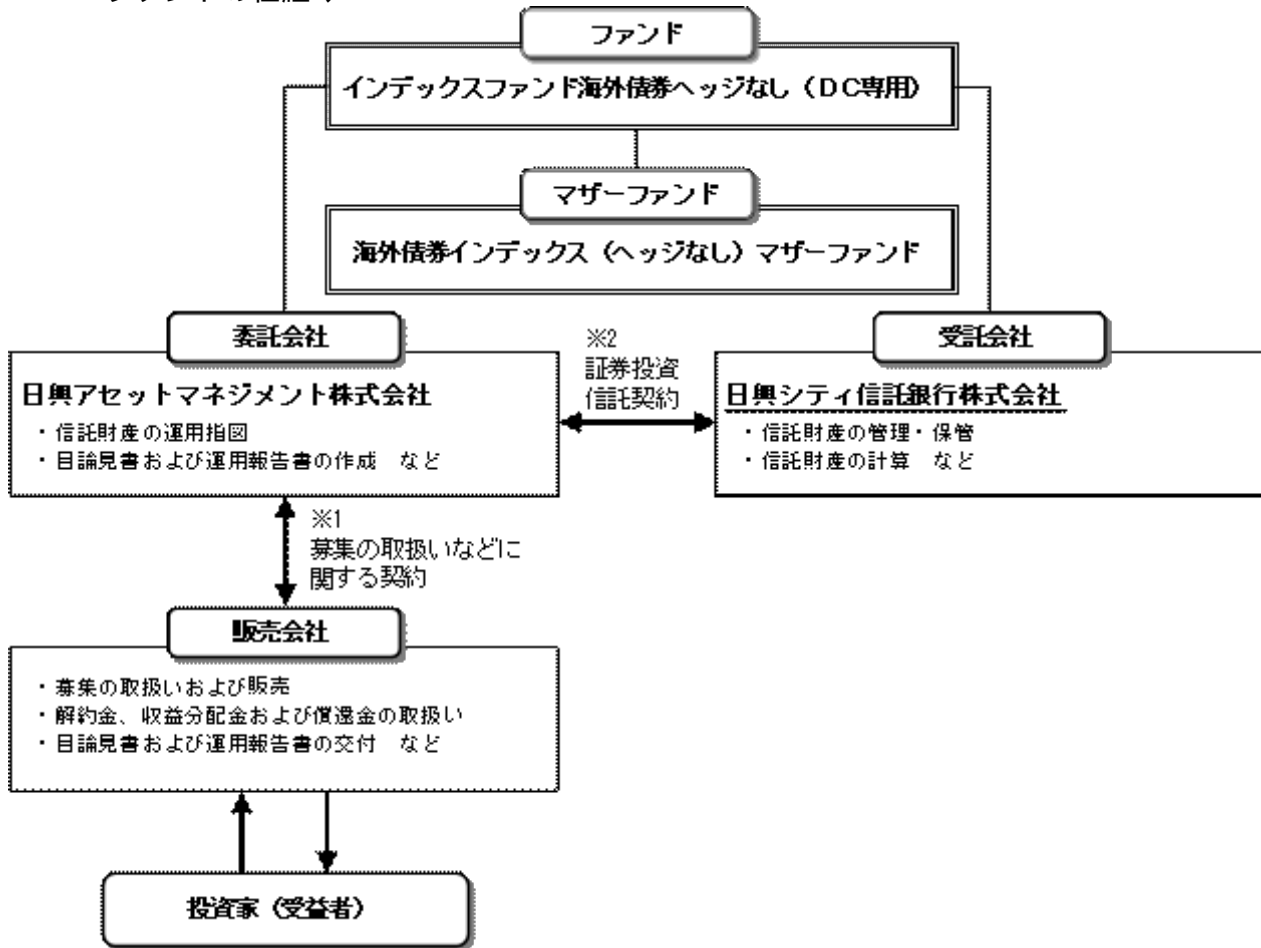 ファンド
インデックスファンド海外債券ヘッジなし（ＤＣ専用）
マザーファンド
海外債券インデックス（ヘッジなし）マザーファンド
委託会社
日興アセットマネジメント株式会社
・信託財産の運用指図
・目論見書および運用報告書の作成　など
※2
証券投資
信託契約
受託会社
日興シティ信託銀行株式会社
・信託財産の管理・保管
・信託財産の計算　など
※1
募集の取扱いなどに
関する契約
販売会社
・募集の取扱いおよび販売
・解約金、収益分配金および償還金の取扱い
・目論見書および運用報告書の交付　など
投資家（受益者）